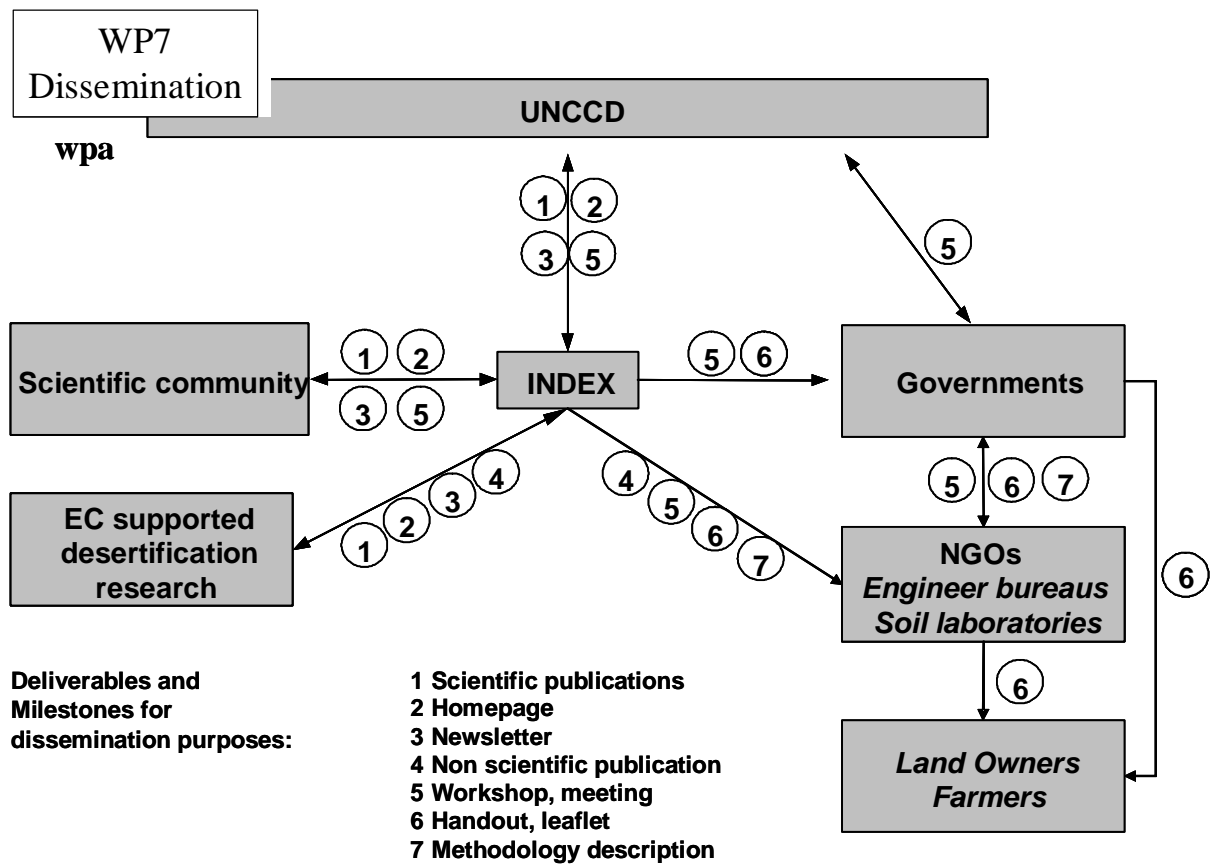 WP7
Dissemination
wpa
UNCCD
1 2
3 5
5
Scientific community
1 2
3 5
INDEX
5 6
Governments
EC supported
desertification
research
1 2 3 4
4 5 6 7
5 6 7
NGOs
Engineer bureaus
Soil laboratories
6
6
Land Owners
Farmers
Deliverables and
Milestones for
dissemination purposes:
1 Scientific publications
2 Homepage
3 Newsletter
4 Non scientific publication
5 Workshop, meeting
6 Handout, leaflet
7 Methodology description